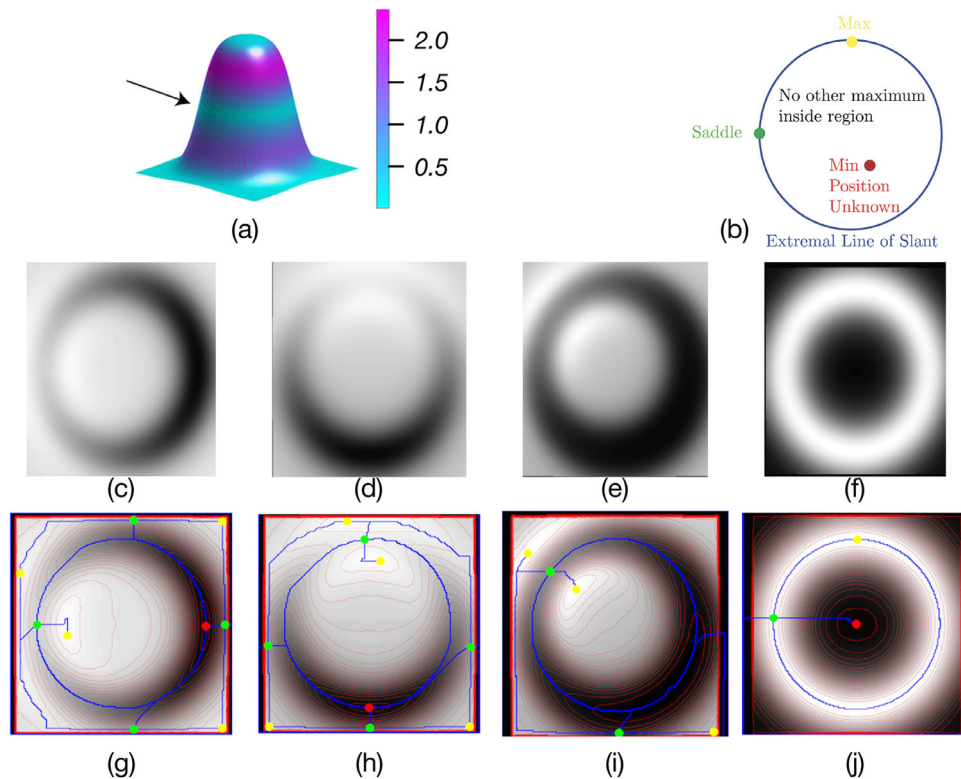 2.0
1.5
1.0
0.5
(a)
Max
No other maximum
inside region
Saddle
Min
Position
Unknown
Extremal Line of Slant
(b)
(c)
(d)
(e)
(f)
(g)
(h)
(i)
(j)